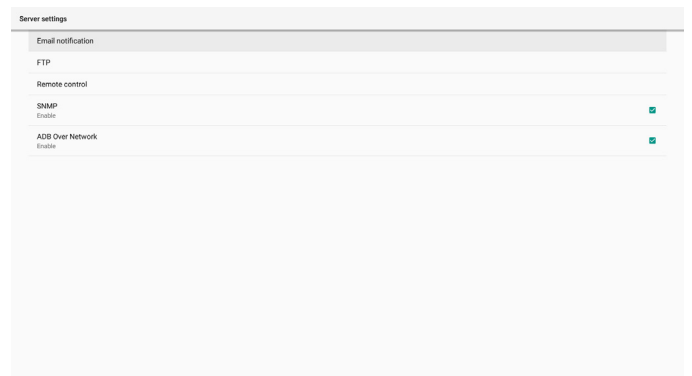 Server settings
Email notification
FTP
Remote control
SNMP
Enable
ADB Over Network
Enable